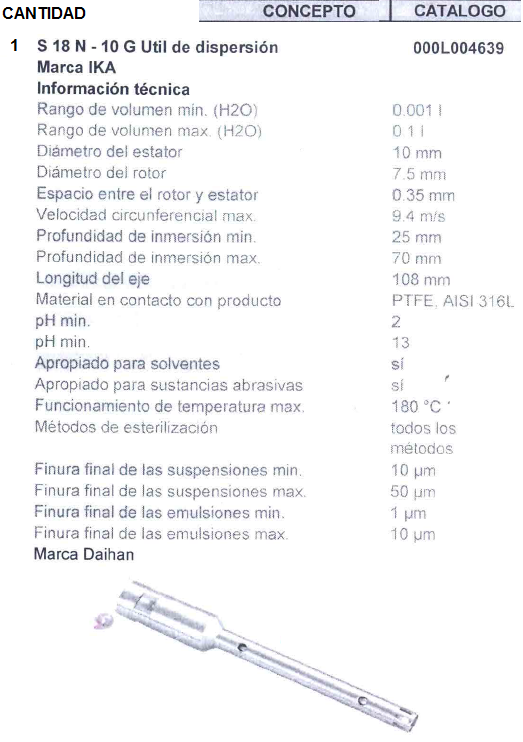 CANTIDAD CONCEPTO CATALOGO
1 S 18 N - 10 G Util de dispersión 000L004639
Marca IKA
Información técnica
Rango de volumen min. (H2O) 0.001 l
Rango de volumen max. (H2O) 0 1 l
Diámetro del estator 10 mm
Diámetro del rotor 7.5 mm
Espacio entre el rotor y estator 0.35 mm
Velocidad circunferencial max. 9.4 m/s
Profundidad de inmersión min. 25 mm
Profundidad de inmersión max. 70 mm
Longitud del eje 108 mm
Material en contacto con producto PTFE, AISI 316L
pH min. 2
pH min. 13
Apropiado para solventes sí
Apropiado para sustancias abrasivas sí
Funcionamiento de temperatura max. 180 °C
Métodos de esterilización todos los
métodos
Finura final de las suspensiones min. 10 µm
Finura final de las suspensiones max. 50 µm
Finura final de las emulsiones min. 1 µm
Finura final de las emulsiones max. 10 µm
Marca Daihan